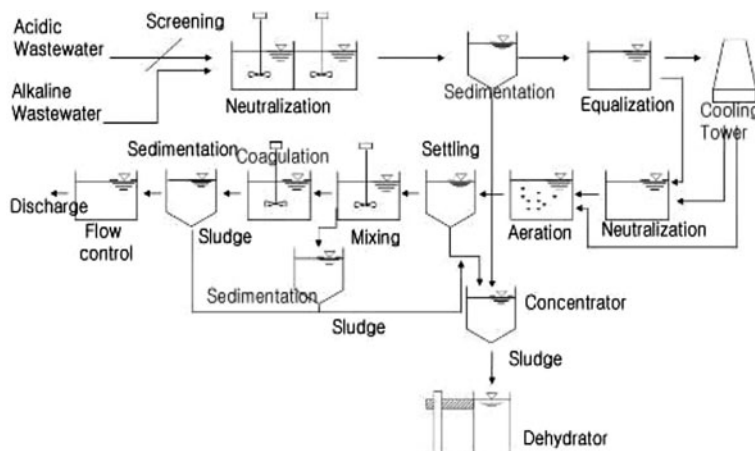 Acidic
Wastewater
Screening
Alkaline
Wastewater
Neutralization
Sedimentation
Equalization
Cooling
Tower
Sedimentation
Coagulation
Settling
Discharge
Flow
control
Sludge
Mixing
Aeration
Neutralization
Sedimentation
Sludge
Concentrator
Sludge
Dehydrator